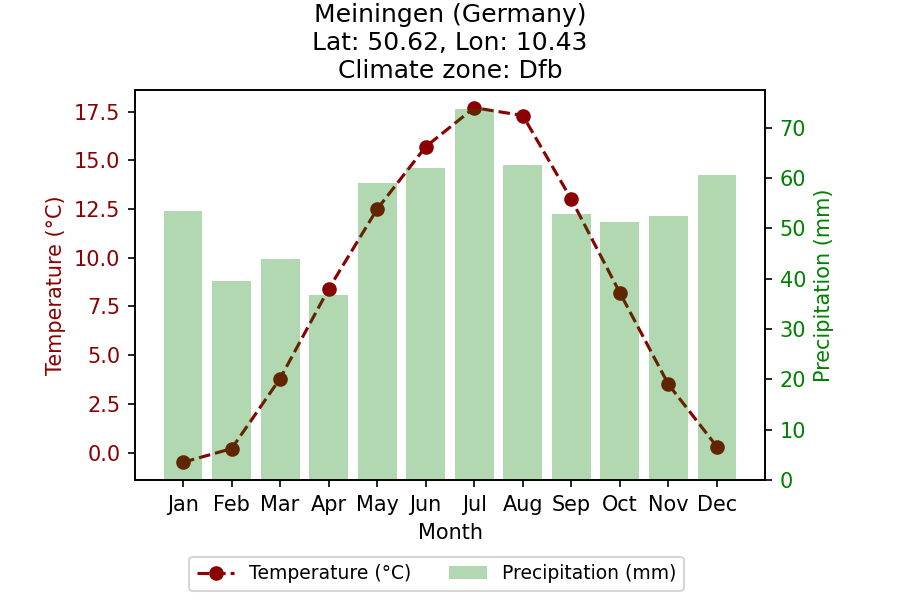 Meiningen (Germany)
Lat: 50.62, Lon: 10.43
Climate zone: Dfb
17.5
15.0
12.5
10.0
7.5
5.0
2.5
0.0
Temperature (°C)
70
60
50
40
30
20
10
0
Precipitation (mm)
Jan Feb Mar Apr May Jun Jul Aug Sep Oct Nov Dec
Month
Temperature (°C) Precipitation (mm)